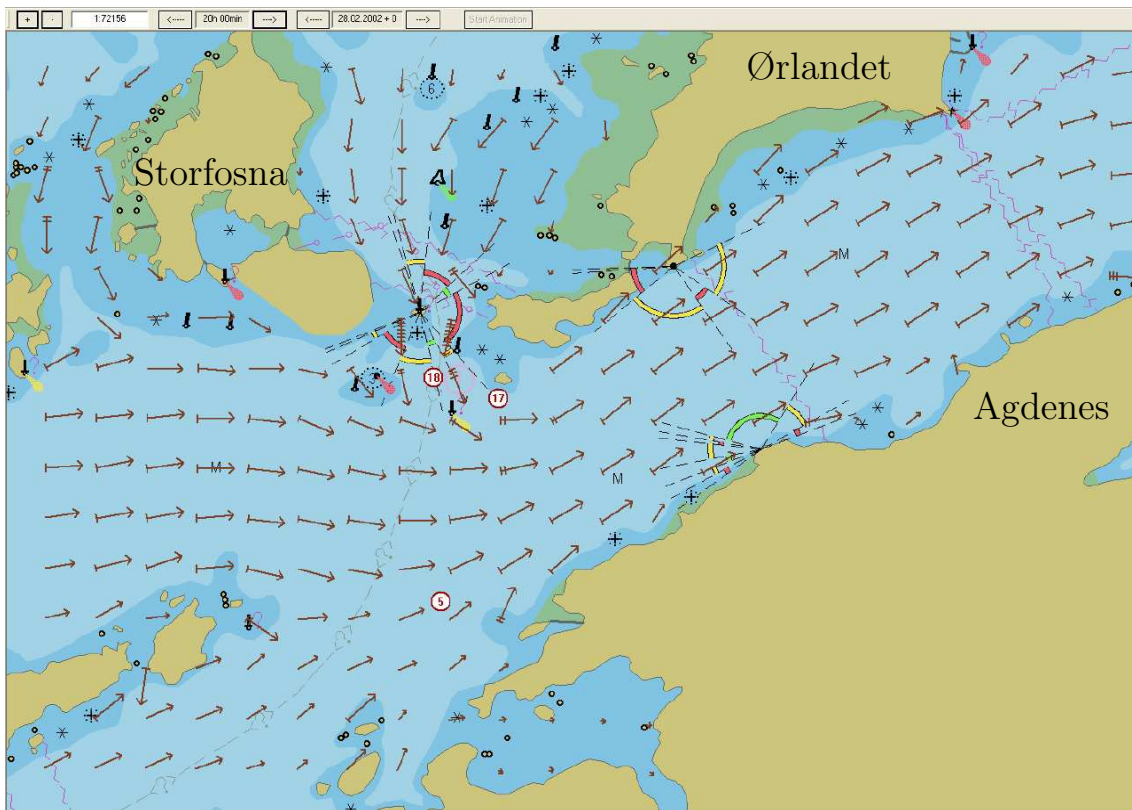 + - 1:72156 <----- 20h 00min ----> <----- 28.02.2002 + 0 ----> Start Animation
Ørlandet
6
Storfosna
M
18
17
Agdenes
M
M
5